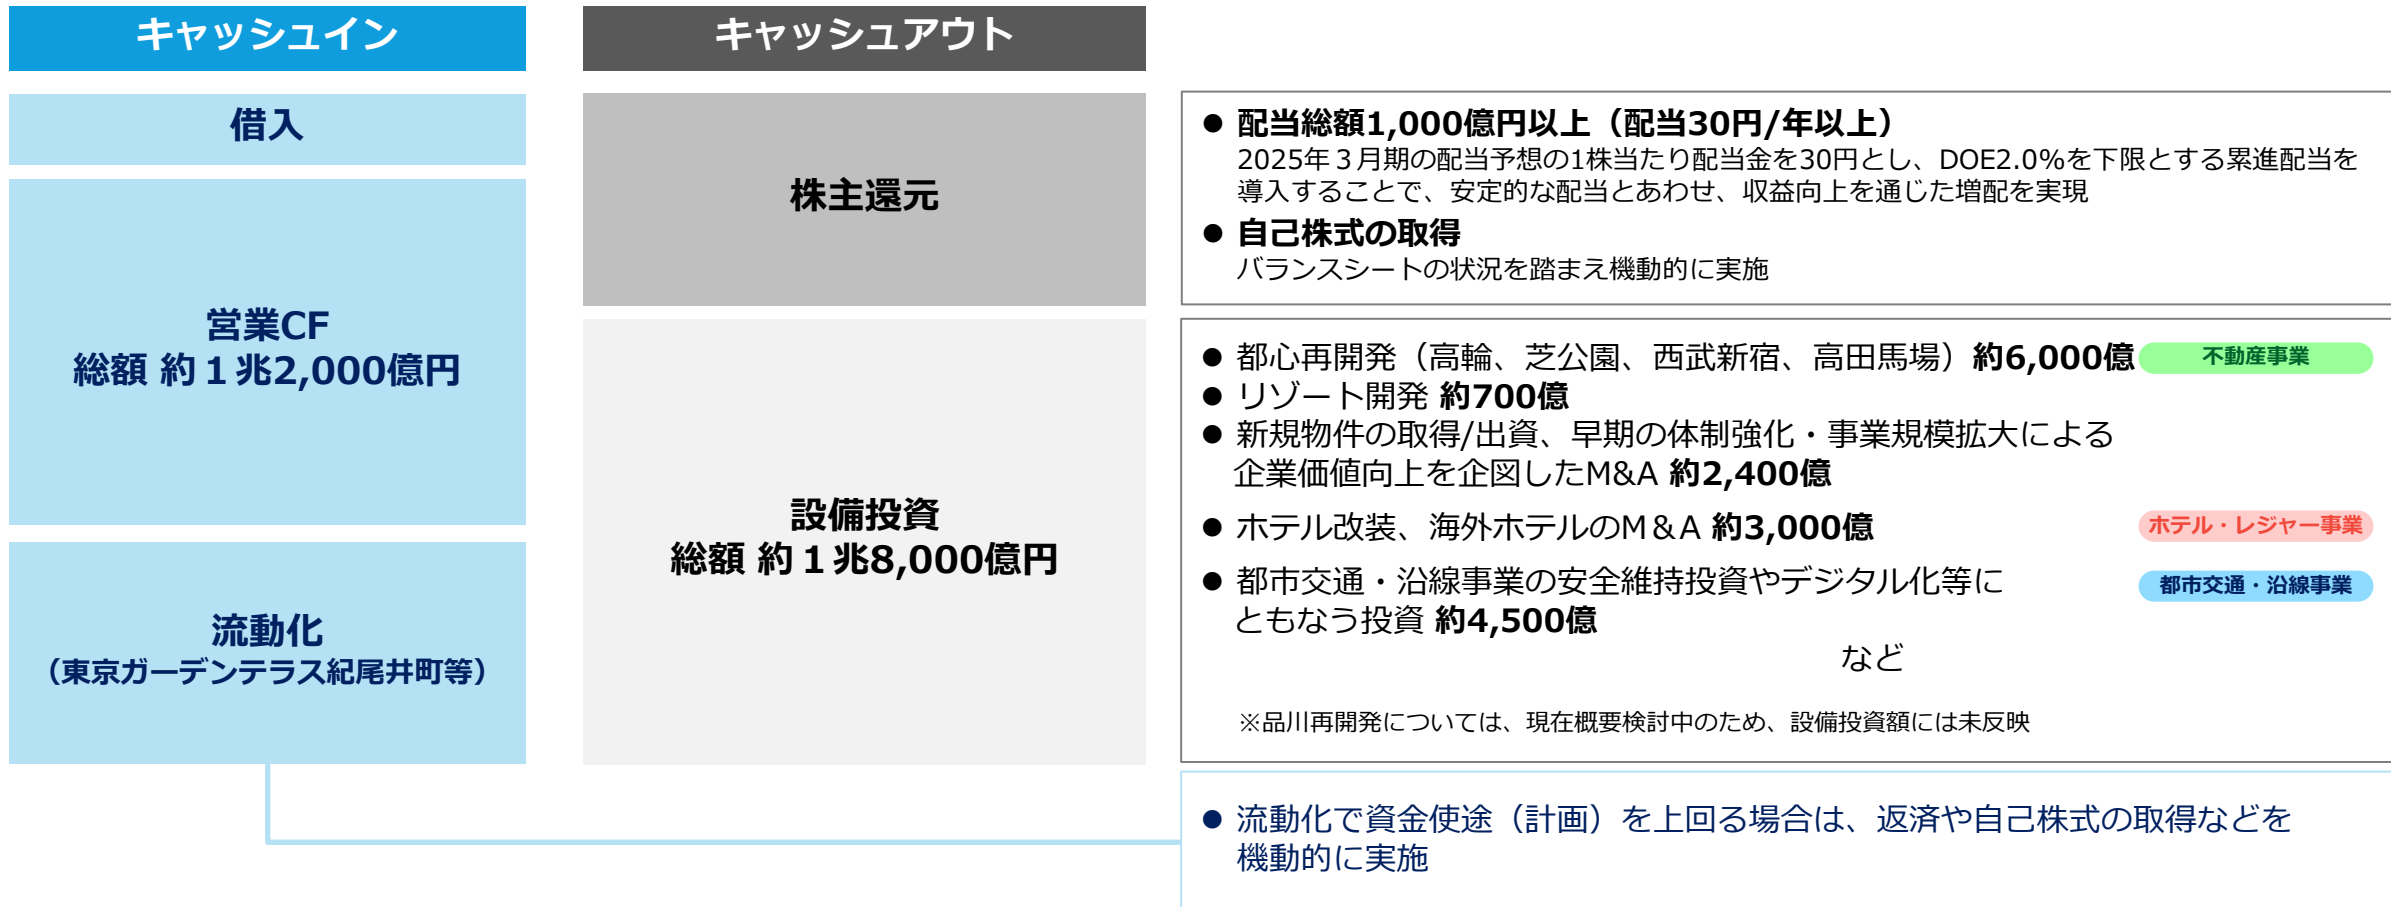 キャッシュイン
キャッシュアウト
借入
営業CF
総額 約１兆2,000億円
流動化
（東京ガーデンテラス紀尾井町等）
株主還元
設備投資
総額 約１兆8,000億円
● 配当総額1,000億円以上（配当30円/年以上）
2025年３月期の配当予想の1株当たり配当金を30円とし、DOE2.0%を下限とする累進配当を
導入することで、安定的な配当とあわせ、収益向上を通じた増配を実現
● 自己株式の取得
バランスシートの状況を踏まえ機動的に実施
● 都心再開発（高輪、芝公園、西武新宿、高田馬場）約6,000億 不動産事業
● リゾート開発 約700億
● 新規物件の取得/出資、早期の体制強化・事業規模拡大による
企業価値向上を企図したM&A 約2,400億
● ホテル改装、海外ホテルのM＆A 約3,000億 ホテル・レジャー事業
● 都市交通・沿線事業の安全維持投資やデジタル化等に 都市交通・沿線事業
ともなう投資 約4,500億
など
※品川再開発については、現在概要検討中のため、設備投資額には未反映
● 流動化で資金使途（計画）を上回る場合は、返済や自己株式の取得などを
機動的に実施